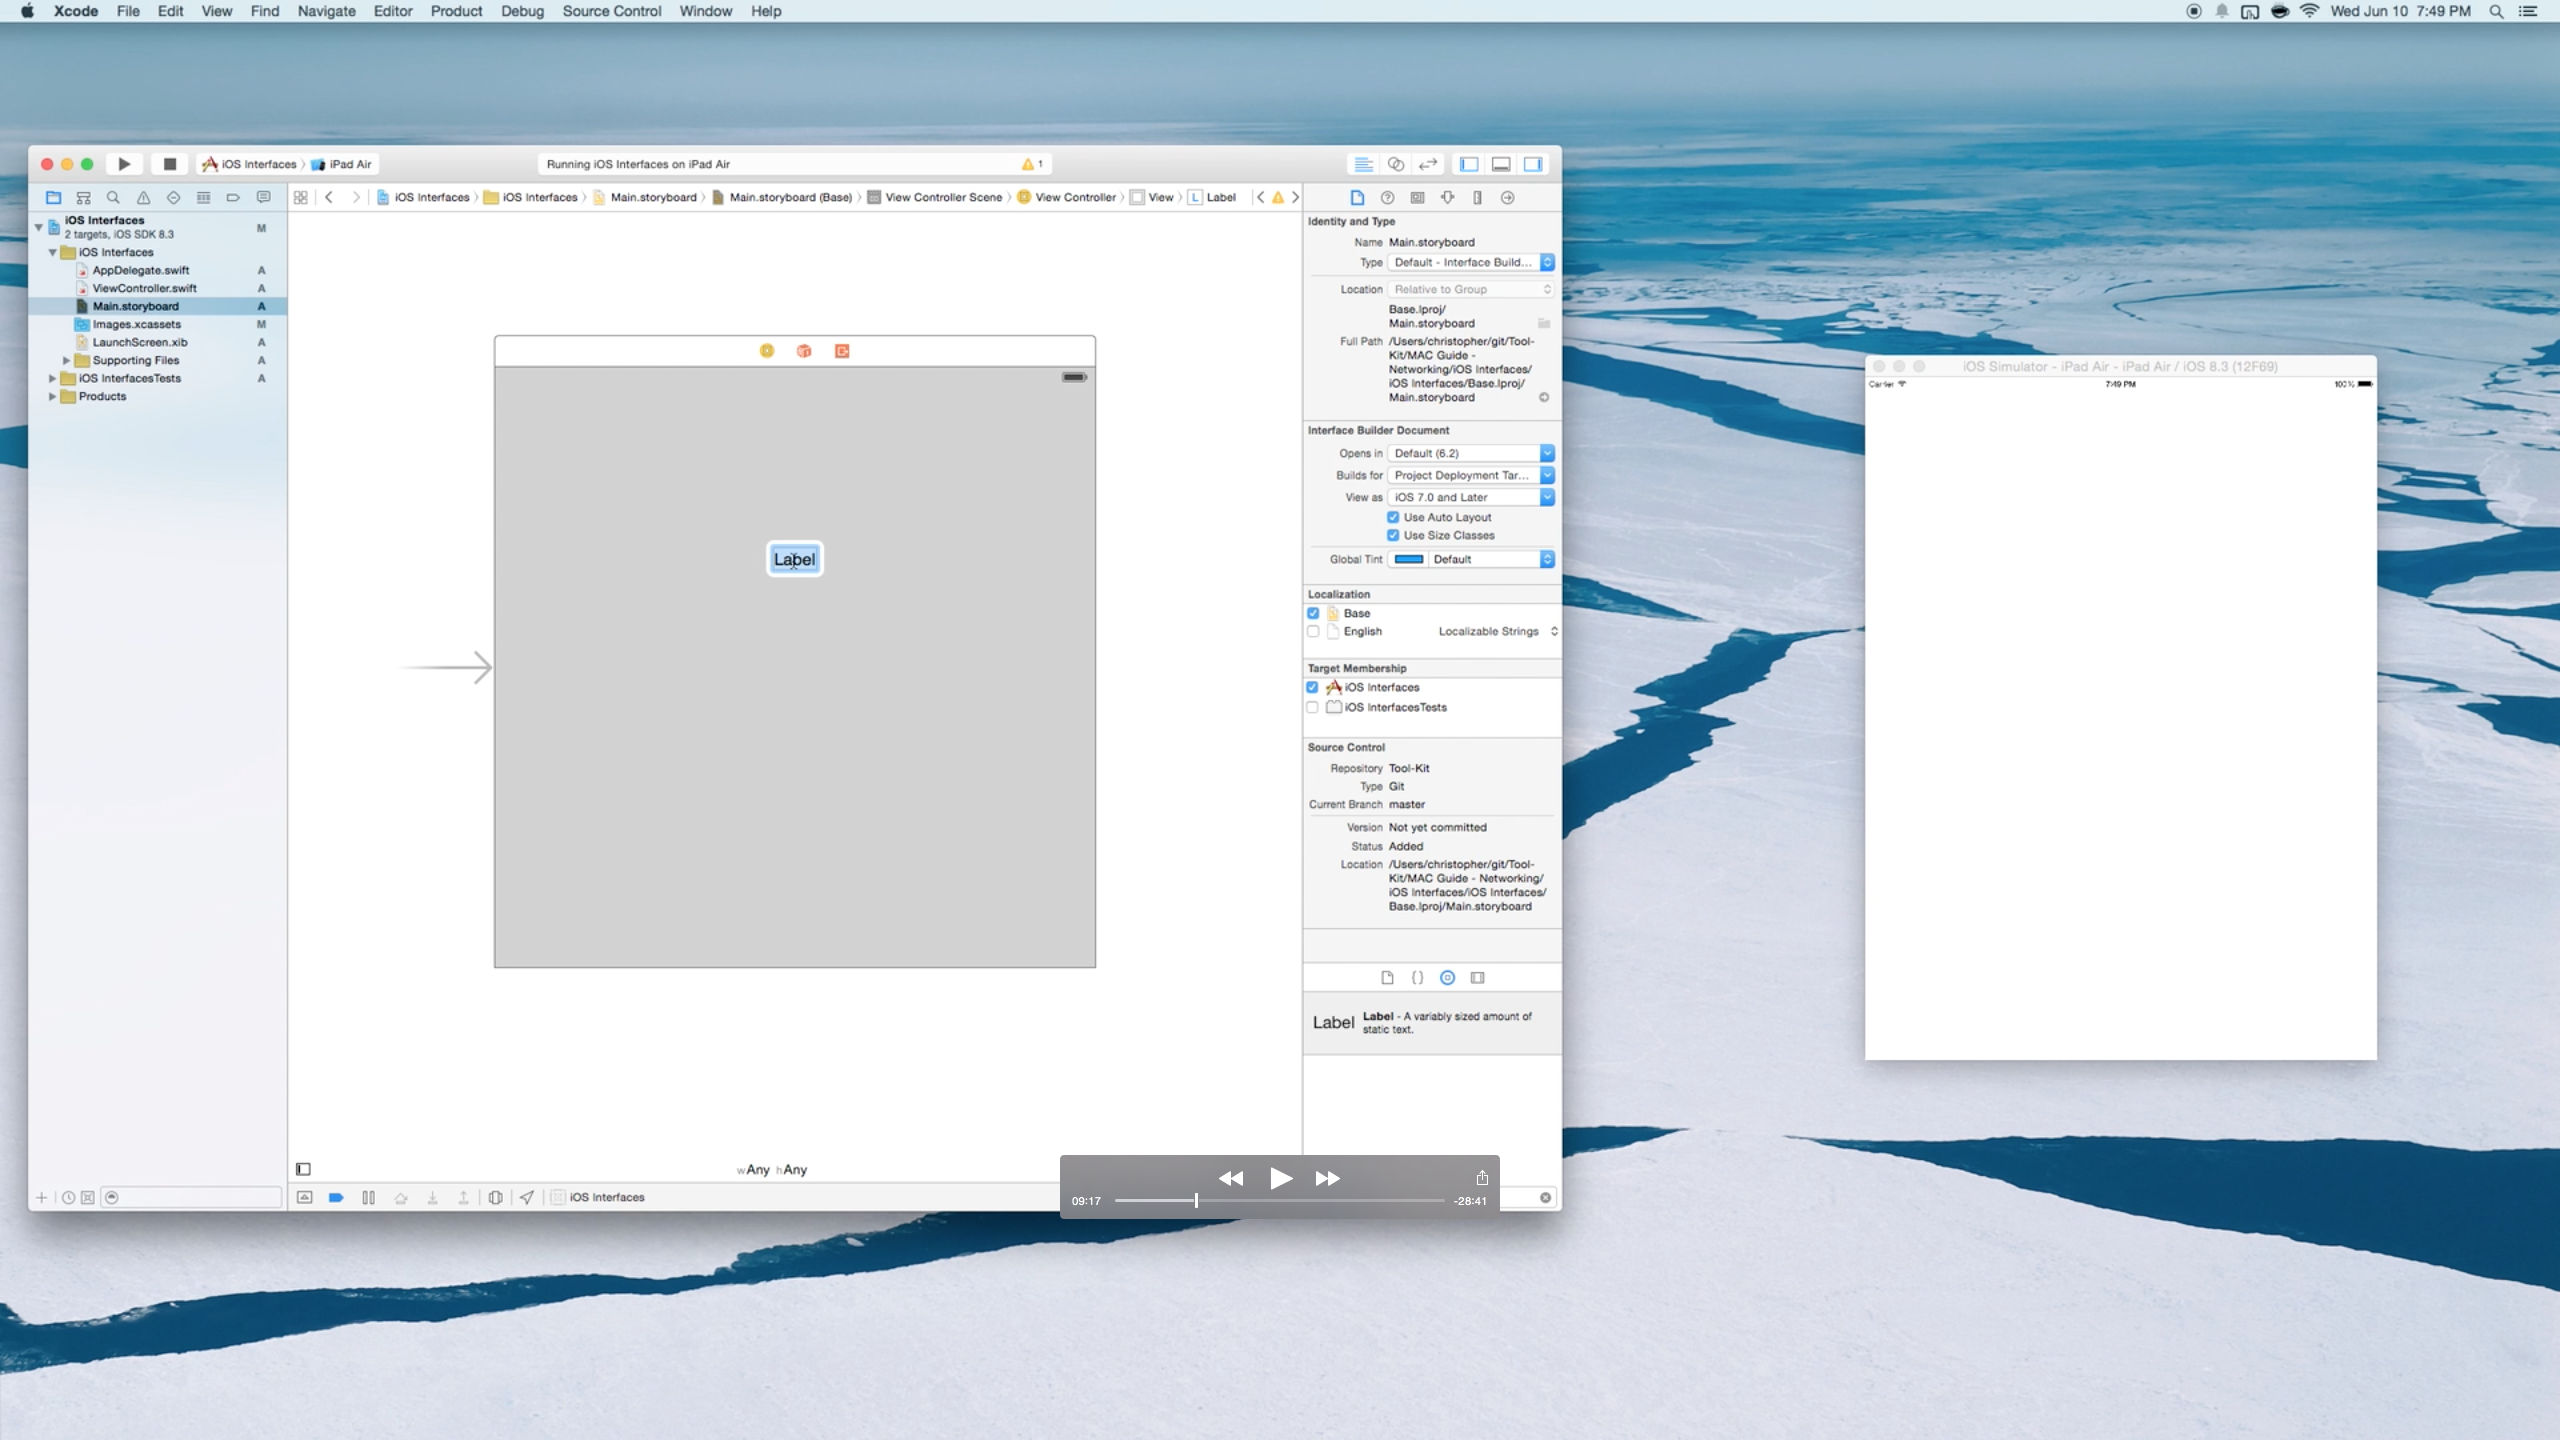 Xcode File Edit View Find Navigate Editor Product Debug Source Control Window Help
Wed Jun 10 7:49 PM
iOS Interfaces iPad Air
Running iOS Interfaces on iPad Air
1
iOS Interfaces iOS Interfaces Main.storyboard Main.storyboard (Base) View Controller Scene View Controller View L Label
iOS Interfaces
2 targets, iOS SDK 8.3 M
iOS Interfaces
AppDelegate.swift A
ViewController.swift A
Main.storyboard A
Images.xcassets M
LaunchScreen.xib A
Supporting Files A
iOS InterfacesTests A
Products
Label
wAny hAny
iOS Interfaces
Identity and Type
Name Main.storyboard
Type Default - Interface Build...
Location Relative to Group
Base.lproj/
Main.storyboard
Full Path /Users/christopher/git/Tool-
Kit/MAC Guide -
Networking/iOS Interfaces/
iOS Interfaces/Base.lproj/
Main.storyboard
Interface Builder Document
Opens in Default (6.2)
Builds for Project Deployment Tar...
View as iOS 7.0 and Later
Use Auto Layout
Use Size Classes
Global Tint Default
Localization
Base
English Localizable Strings
Target Membership
iOS Interfaces
iOS InterfacesTests
Source Control
Repository Tool-Kit
Type Git
Current Branch master
Version Not yet committed
Status Added
Location /Users/christopher/git/Tool-
Kit/MAC Guide - Networking/
iOS Interfaces/iOS Interfaces/
Base.lproj/Main.storyboard
{}
Label Label - A variably sized amount of
static text.
09:17 -28:41
iOS Simulator - iPad Air - iPad Air / iOS 8.3 (12F69)
Carrier 7:49 PM 100%